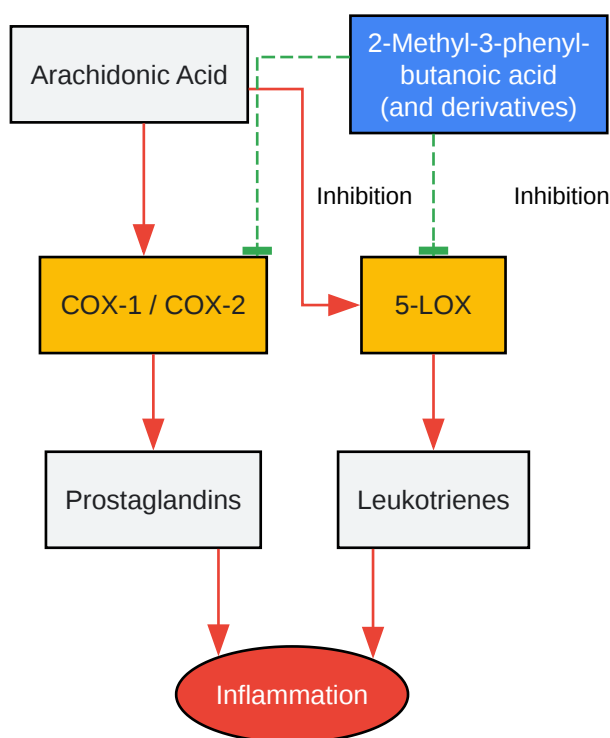 Arachidonic Acid
2-Methyl-3-phenyl-
butanoic acid
(and derivatives)
Inhibition
Inhibition
COX-1 / COX-2
5-LOX
Prostaglandins
Leukotrienes
Inflammation